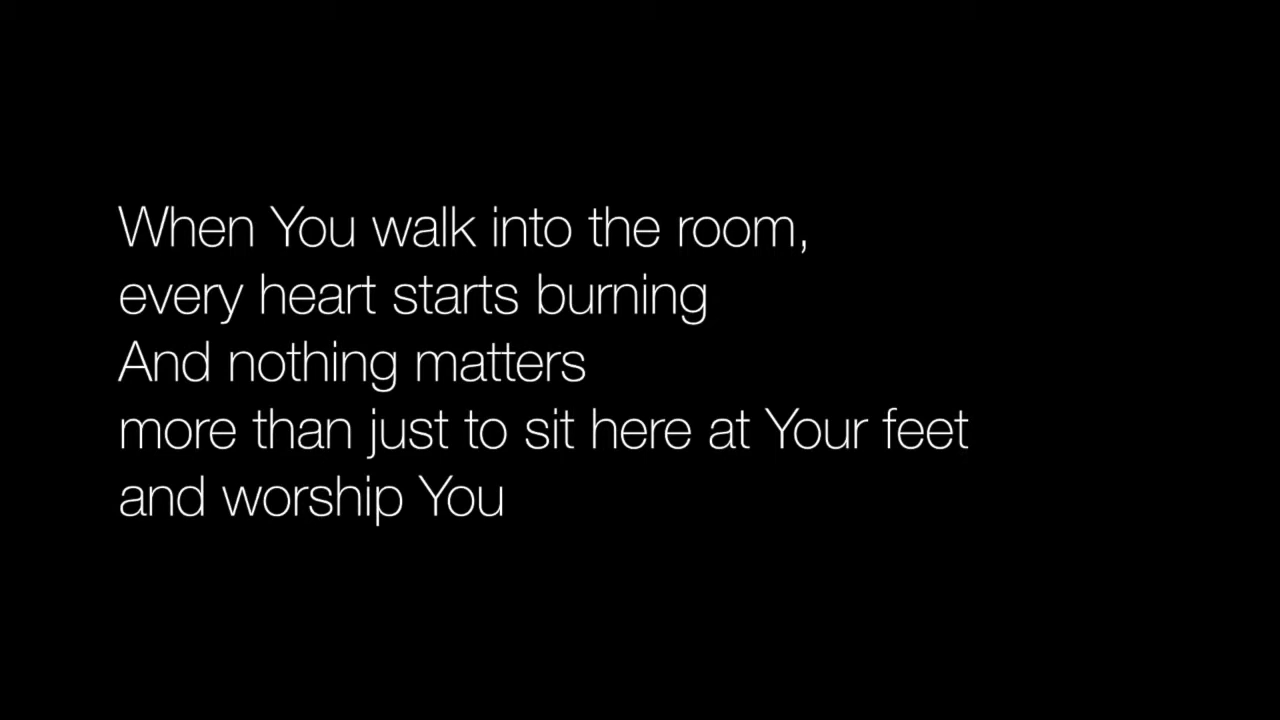 When You walk into the room,
every heart starts burning
And nothing matters
more than just to sit here at Your feet
and worship You